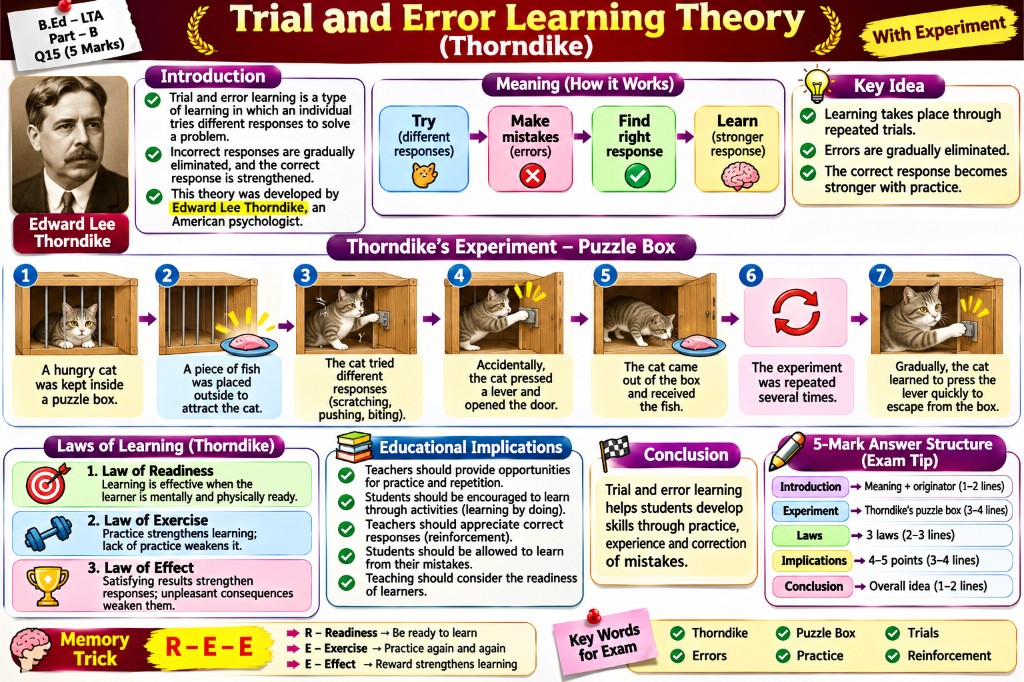 B.Ed – LTA
Part – B
Q15 (5 Marks)
Trial and Error Learning Theory
(Thorndike)
With Experiment
Edward Lee
Thorndike
Introduction
Trial and error learning is a type
of learning in which an individual
tries different responses to solve
a problem.
Incorrect responses are gradually
eliminated, and the correct
response is strengthened.
This theory was developed by
Edward Lee Thorndike, an
American psychologist.
Meaning (How it Works)
Try
(different
responses)
Make
mistakes
(errors)
Find
right
response
Learn
(stronger
response)
Key Idea
Learning takes place through
repeated trials.
Errors are gradually eliminated.
The correct response becomes
stronger with practice.
Thorndike's Experiment – Puzzle Box
1
A hungry cat
was kept inside
a puzzle box.
2
A piece of fish
was placed
outside to
attract the cat.
3
The cat tried
different
responses
(scratching,
pushing, biting).
4
Accidentally,
the cat pressed
a lever and
opened the door.
5
The cat came
out of the box
and received
the fish.
6
The experiment
was repeated
several times.
7
Gradually, the cat
learned to press the
lever quickly to
escape from the box.
Laws of Learning (Thorndike)
1. Law of Readiness
Learning is effective when the
learner is mentally and physically ready.
2. Law of Exercise
Practice strengthens learning;
lack of practice weakens it.
3. Law of Effect
Satisfying results strengthen
responses; unpleasant consequences
weaken them.
Educational Implications
Teachers should provide opportunities
for practice and repetition.
Students should be encouraged to learn
through activities (learning by doing).
Teachers should appreciate correct
responses (reinforcement).
Students should be allowed to learn
from their mistakes.
Teaching should consider the readiness
of learners.
Conclusion
Trial and error learning
helps students develop
skills through practice,
experience and correction
of mistakes.
5-Mark Answer Structure
(Exam Tip)
Introduction → Meaning + originator (1–2 lines)
Experiment → Thorndike's puzzle box (3–4 lines)
Laws → 3 laws (2–3 lines)
Implications → 4–5 points (3–4 lines)
Conclusion → Overall idea (1–2 lines)
Memory
Trick
R – E – E
R – Readiness → Be ready to learn
E – Exercise → Practice again and again
E – Effect → Reward strengthens learning
Key Words
for Exam
Thorndike
Puzzle Box
Trials
Errors
Practice
Reinforcement